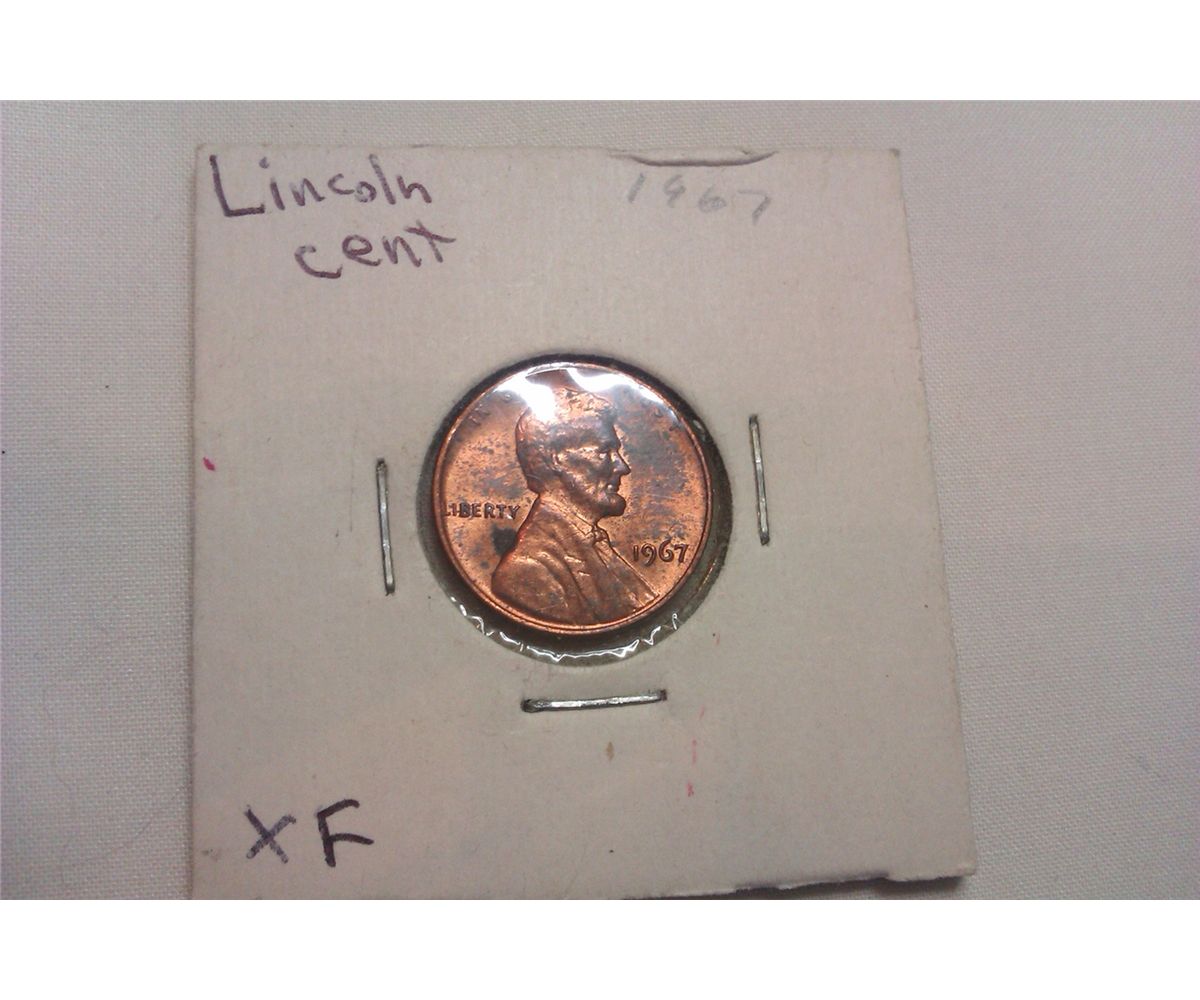 Lincoln
cent
1967
LIBERTY
1967
XF